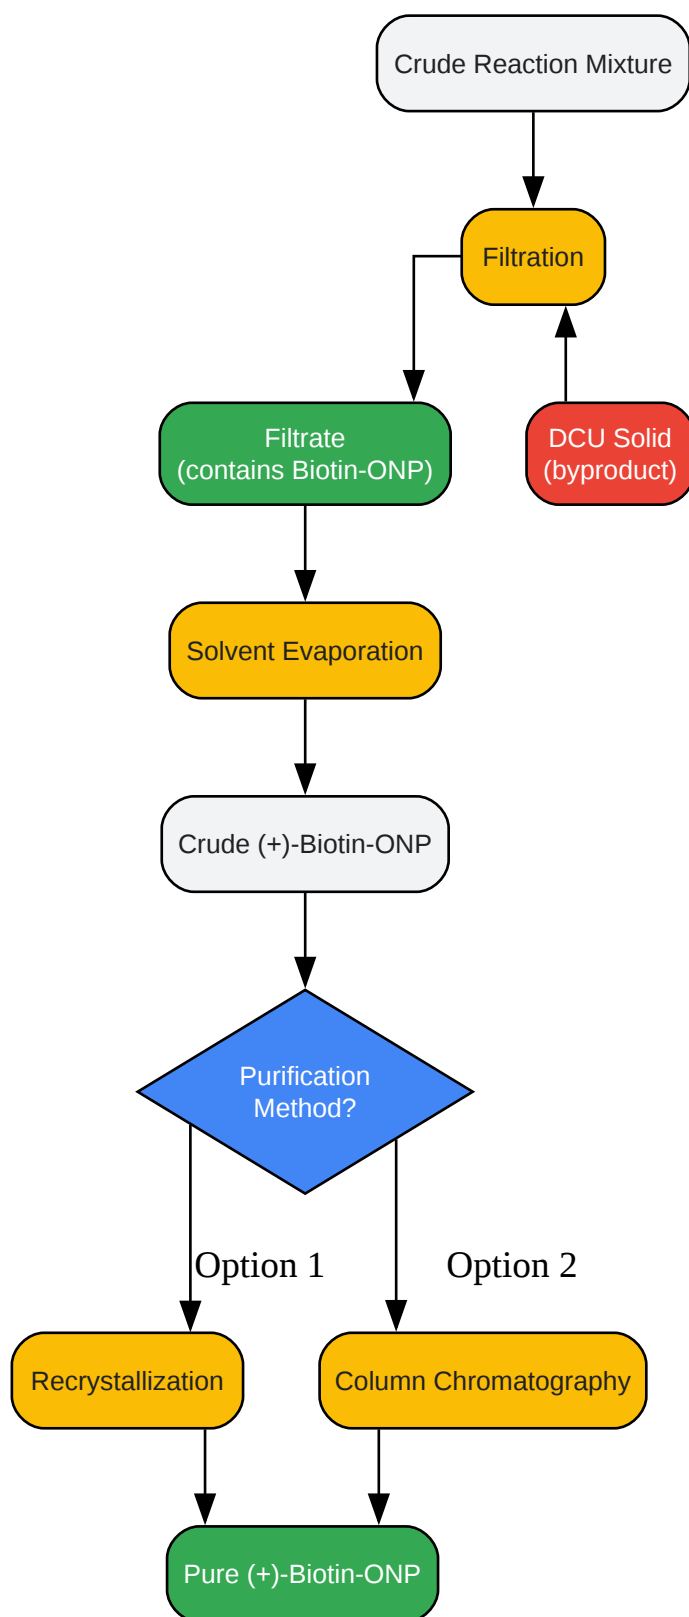 Crude Reaction Mixture
Filtration
Filtrate
(contains Biotin-ONP)
DCU Solid
(byproduct)
Solvent Evaporation
Crude (+)-Biotin-ONP
Purification
Method?
Option 1
Option 2
Recrystallization
Column Chromatography
Pure (+)-Biotin-ONP